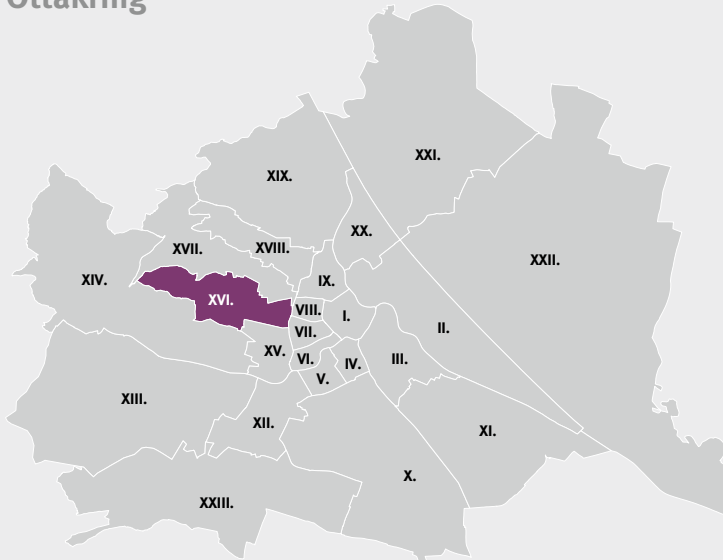 Ottakring
XXI.
XIX.
XX.
XVII.
XVIII.
XXII.
XIV.
IX.
XVI.
VIII.
I.
II.
VII.
XV.
VI.
IV.
III.
V.
XIII.
XII.
XI.
X.
XXIII.